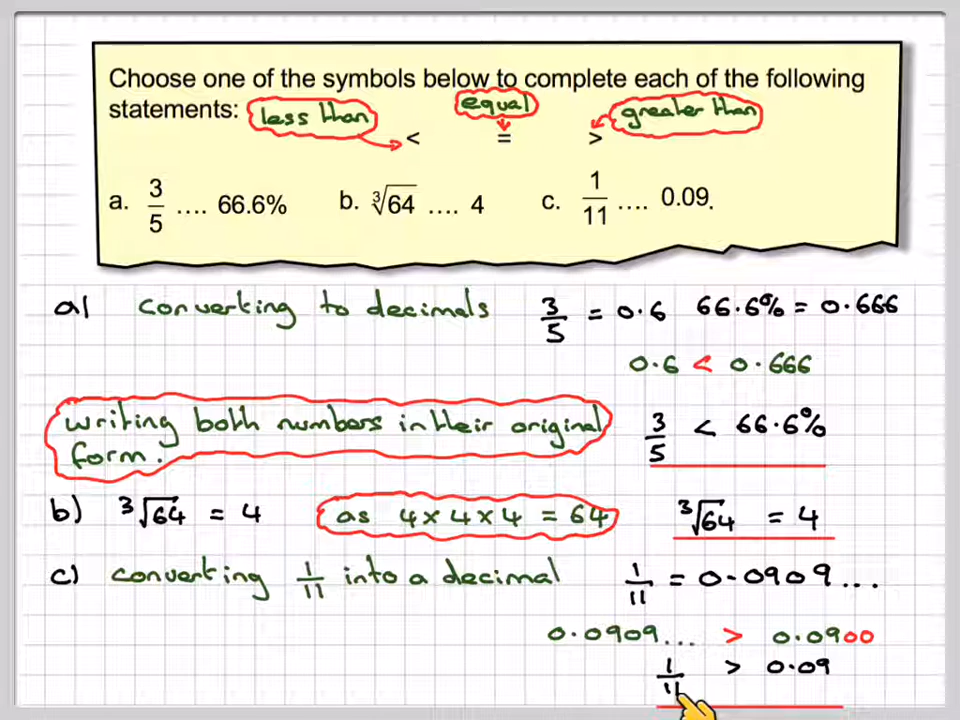 Choose one of the symbols below to complete each of the following
statements: less than equal greater than
< = >
a. 3/5 .... 66.6% b. ∛64 .... 4 c. 1/11 .... 0.09.
a) converting to decimals 3/5 = 0.6 66.6% = 0.666
0.6 < 0.666
writing both numbers in their original
form. 3/5 < 66.6%
b) ∛64 = 4 as 4 x 4 x 4 = 64 ∛64 = 4
c) converting 1/11 into a decimal 1/11 = 0.0909...
0.0909... > 0.0900
1/11 > 0.09